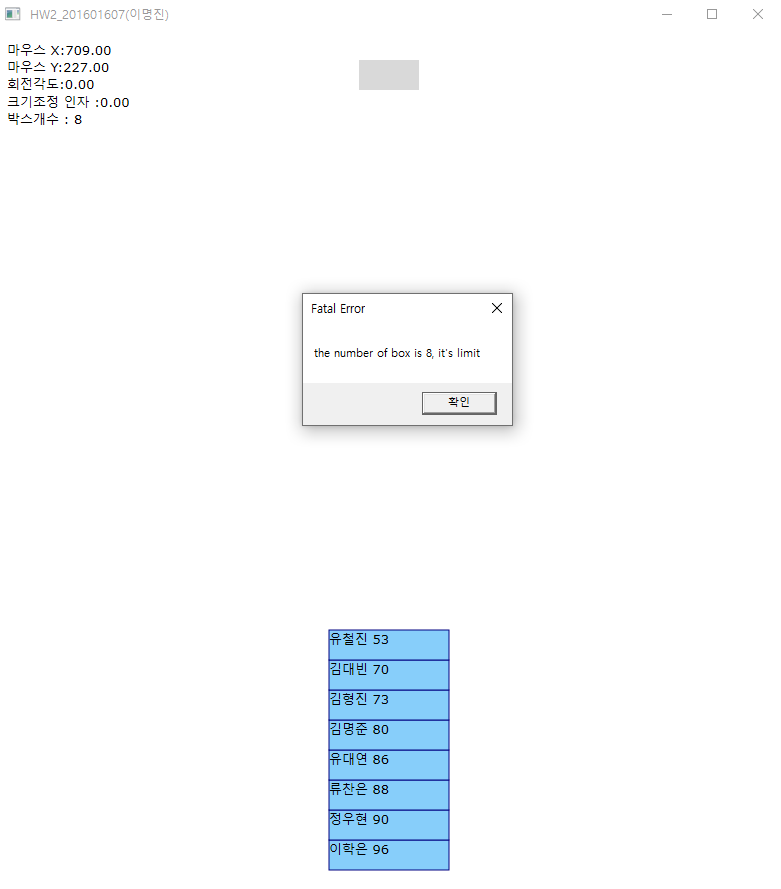 HW2_201601607(이명진)
마우스 X:709.00
마우스 Y:227.00
회전각도:0.00
크기조정 인자 :0.00
박스개수 : 8
Fatal Error
the number of box is 8, it's limit
확인
유철진 53
김대빈 70
김형진 73
김명준 80
유대연 86
류찬은 88
정우현 90
이학은 96